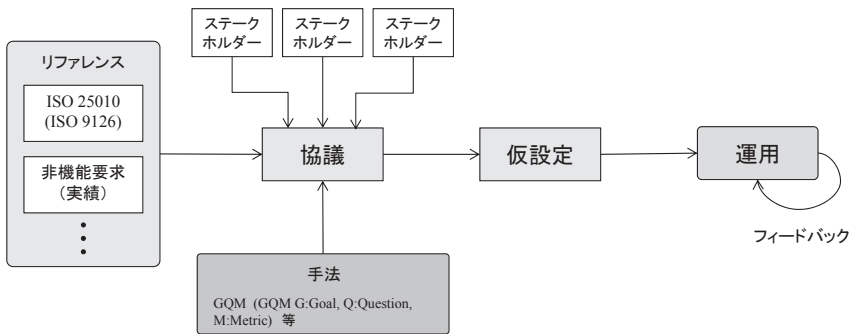 ステーク
ホルダー
ステーク
ホルダー
ステーク
ホルダー
リファレンス
ISO 25010
(ISO 9126)
非機能要求
（実績）
協議
仮設定
運用
フィードバック
手法
GQM (GQM G:Goal, Q:Question,
M:Metric) 等